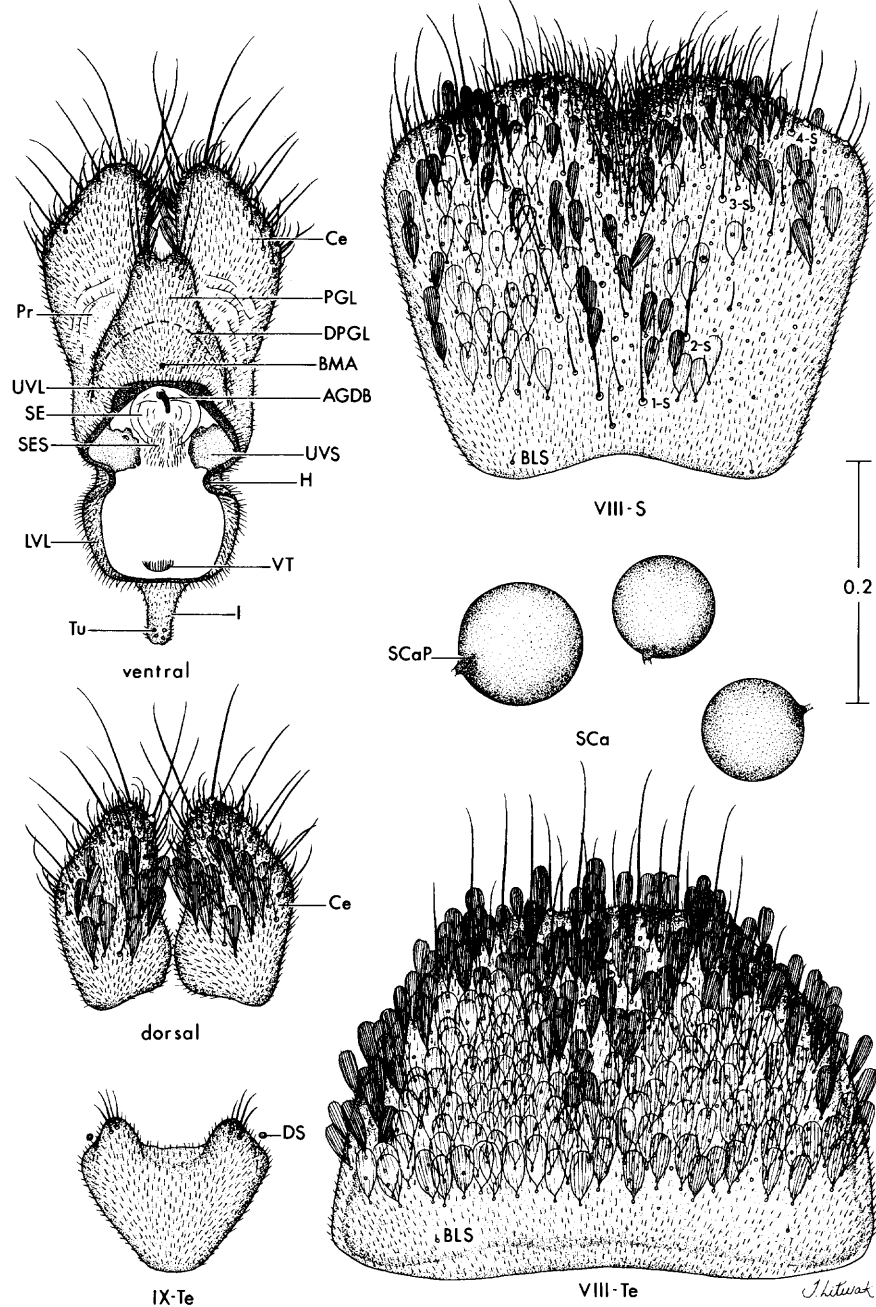 Ce
PGL
Pr
DPGL
BMA
UVL
AGDB
SE
SES
UVS
H
LVL
VT
I
Tu
ventral
4-S
3-S
2-S
1-S
BLS
VIII-S
0.2
SCaP
SCa
Ce
dorsal
DS
IX-Te
BLS
VIII-Te
J. Litwak